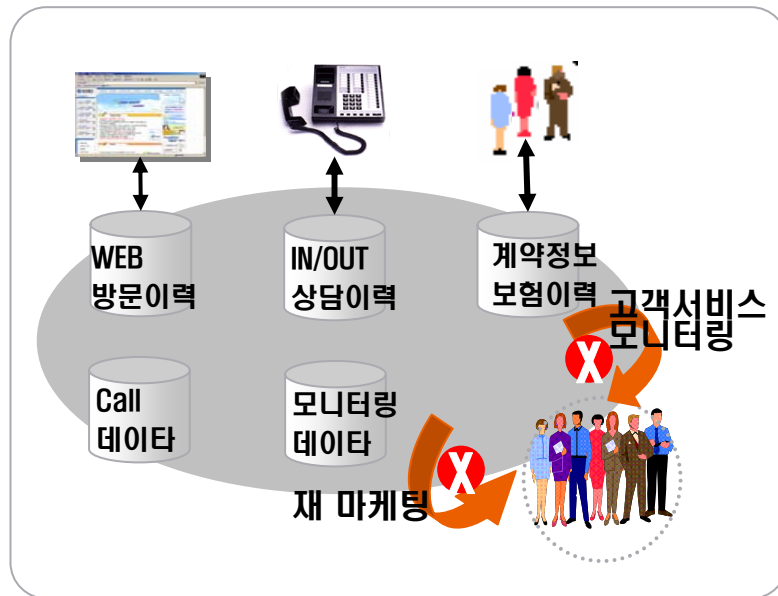 WEB
방문이력
IN/OUT
상담이력
계약정보
보험이력
고객서비스
모니터링
X
Call
데이타
모니터링
데이타
X
재 마케팅